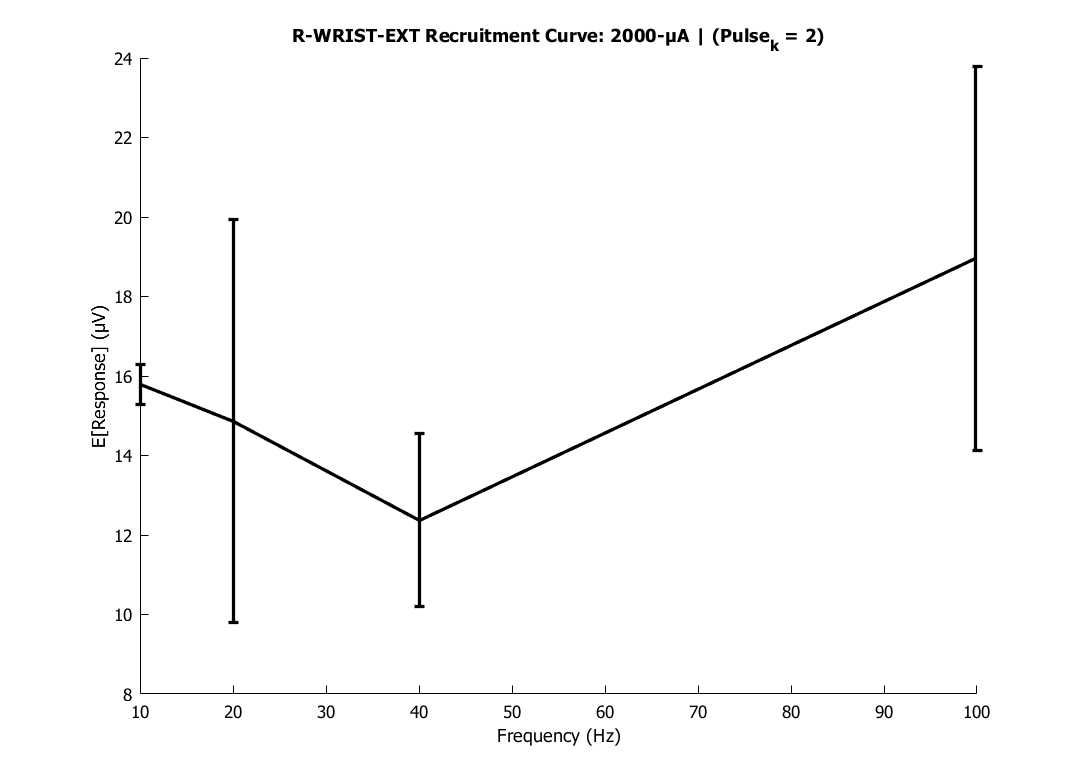 R-WRIST-EXT Recruitment Curve: 2000-µA | (Pulsek = 2)
24
22
20
18
16
14
12
10
8
E[Response] (µV)
10 20 30 40 50 60 70 80 90 100
Frequency (Hz)